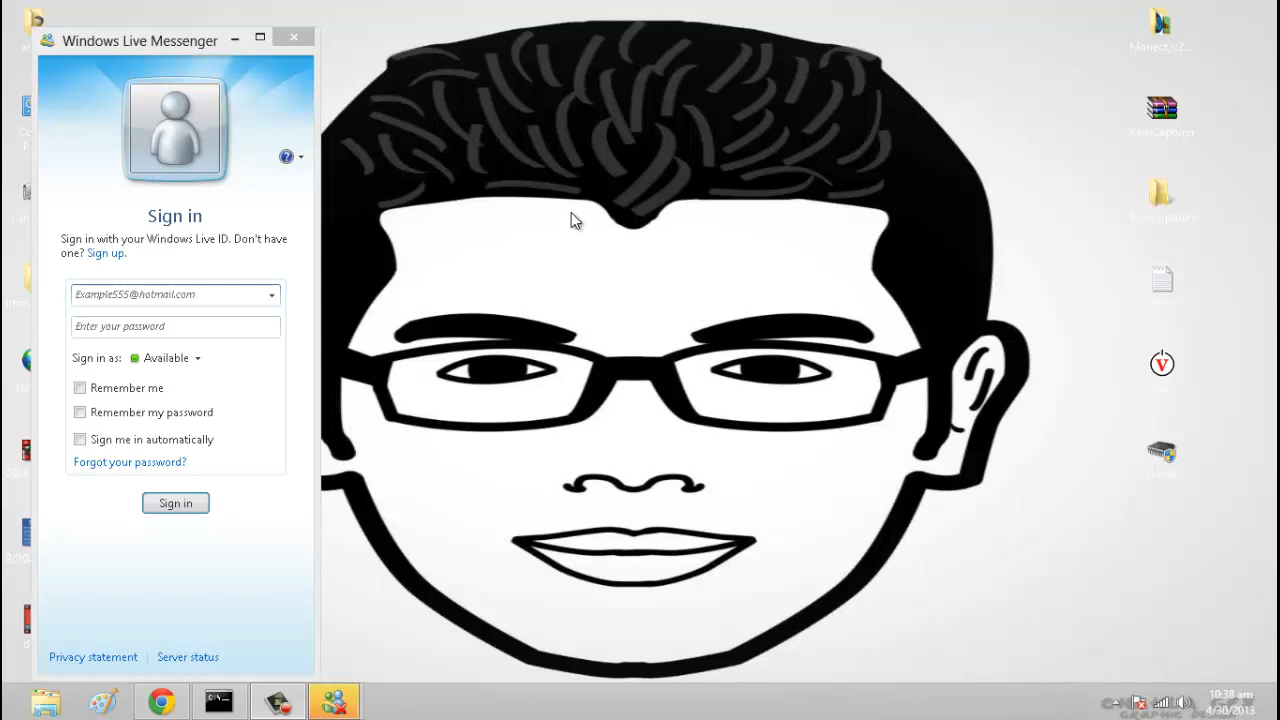 Windows Live Messenger
Sign in
Sign in with your Windows Live ID. Don't have
one? Sign up.
Example555@hotmail.com
Enter your password
Sign in as: Available
Remember me
Remember my password
Sign me in automatically
Forgot your password?
Sign in
Privacy statement
Server status
RamCapturer
RamCapturer
10:38 am
4/30/2013